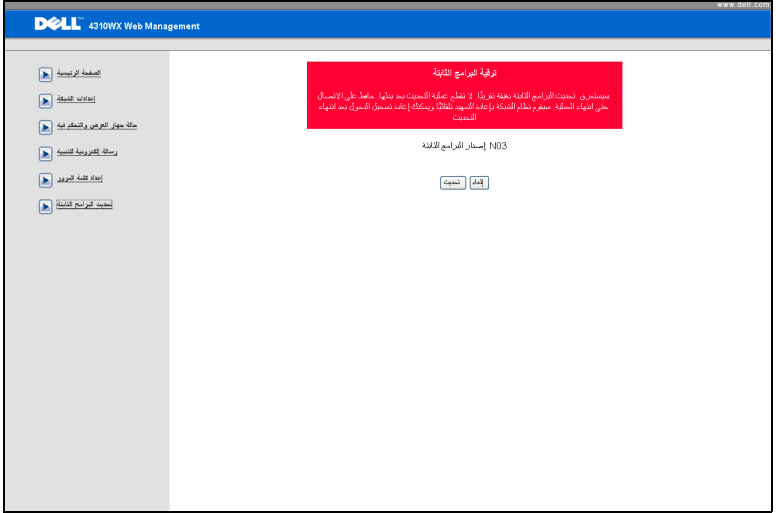 www.dell.com
DELL™ 4310WX Web Management
الصفحة الرئيسية
إعدادات الشبكة
حالة جهاز العرض والتحكم فيه
رسالة إلكترونية للتنبيه
إعداد كلمة المرور
تحديث البرامج الثابتة
ترقية البرامج الثابتة
سيستغرق تحديث البرامج الثابتة دقيقة تقريبًا. لا تقطع عملية التحديث بعد بدئها. حافظ على الاتصال
حتى انتهاء العملية. سيقوم نظام الشبكة بإعادة التمهيد تلقائيًا ويمكنك إعادة تسجيل الدخول بعد انتهاء
التحديث
إصدار البرامج الثابتة N03
إلغاء تحديث